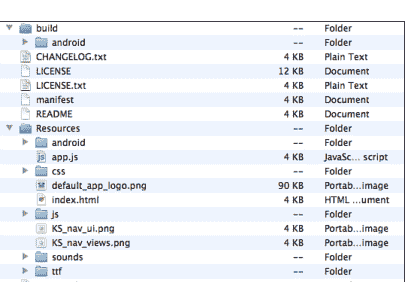 build -- Folder
android -- Folder
CHANGELOG.txt 4 KB Plain Text
LICENSE 12 KB Document
LICENSE.txt 4 KB Plain Text
manifest 4 KB Document
README 4 KB Document
Resources -- Folder
android -- Folder
app.js 4 KB JavaSc... script
css -- Folder
default_app_logo.png 90 KB Portab...image
index.html 4 KB HTML ...ument
js -- Folder
KS_nav_ui.png 4 KB Portab...image
KS_nav_views.png 4 KB Portab...image
sounds -- Folder
ttf -- Folder